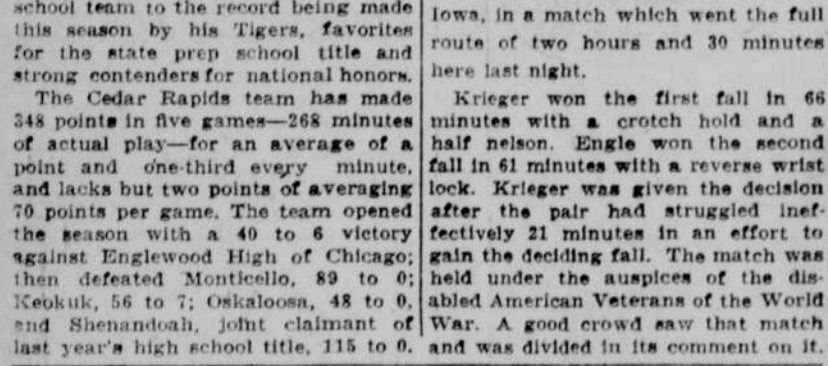 school team to the record being made
this season by his Tigers, favorites
for the state prep school title and
strong contenders for national honors.
The Cedar Rapids team has made
348 points in five games—268 minutes
of actual play—for an average of a
point and one-third every minute,
and lacks but two points of averaging
70 points per game. The team opened
the season with a 40 to 6 victory
against Englewood High of Chicago;
then defeated Monticello, 89 to 0;
Keokuk, 56 to 7; Oskaloosa, 48 to 0,
and Shenandoah, joint claimant of
last year's high school title, 115 to 0.
Iowa, in a match which went the full
route of two hours and 30 minutes
here last night.
Krieger won the first fall in 66
minutes with a crotch hold and a
half nelson. Engle won the second
fall in 61 minutes with a reverse wrist
lock. Krieger was given the decision
after the pair had struggled inef-
fectively 21 minutes in an effort to
gain the deciding fall. The match was
held under the auspices of the dis-
abled American Veterans of the World
War. A good crowd saw that match
and was divided in its comment on it.